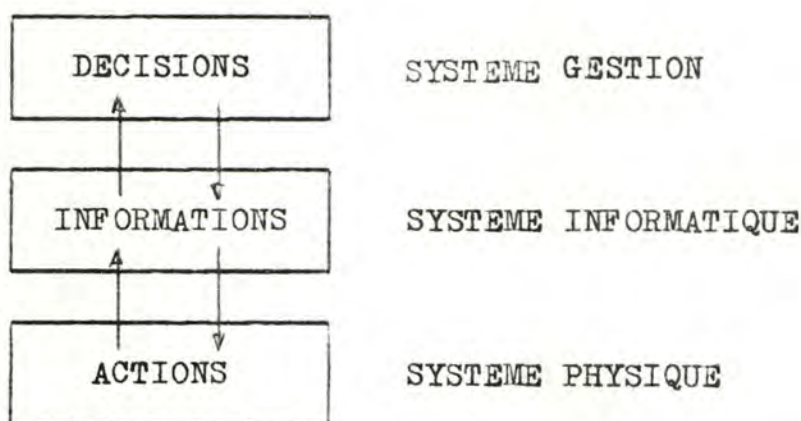 DECISIONS SYSTEME GESTION
INFORMATIONS SYSTEME INFORMATIQUE
ACTIONS SYSTEME PHYSIQUE